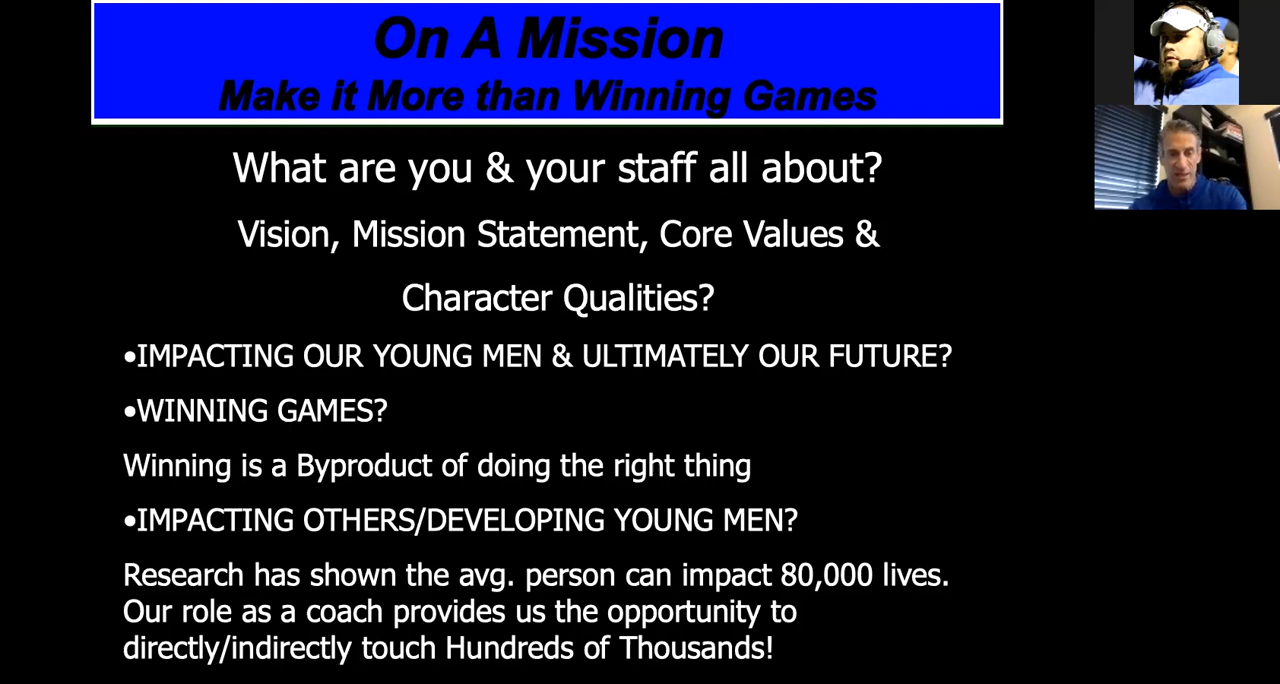 On A Mission
Make it More than Winning Games
What are you & your staff all about?
Vision, Mission Statement, Core Values &
Character Qualities?
•IMPACTING OUR YOUNG MEN & ULTIMATELY OUR FUTURE?
•WINNING GAMES?
Winning is a Byproduct of doing the right thing
•IMPACTING OTHERS/DEVELOPING YOUNG MEN?
Research has shown the avg. person can impact 80,000 lives.
Our role as a coach provides us the opportunity to
directly/indirectly touch Hundreds of Thousands!